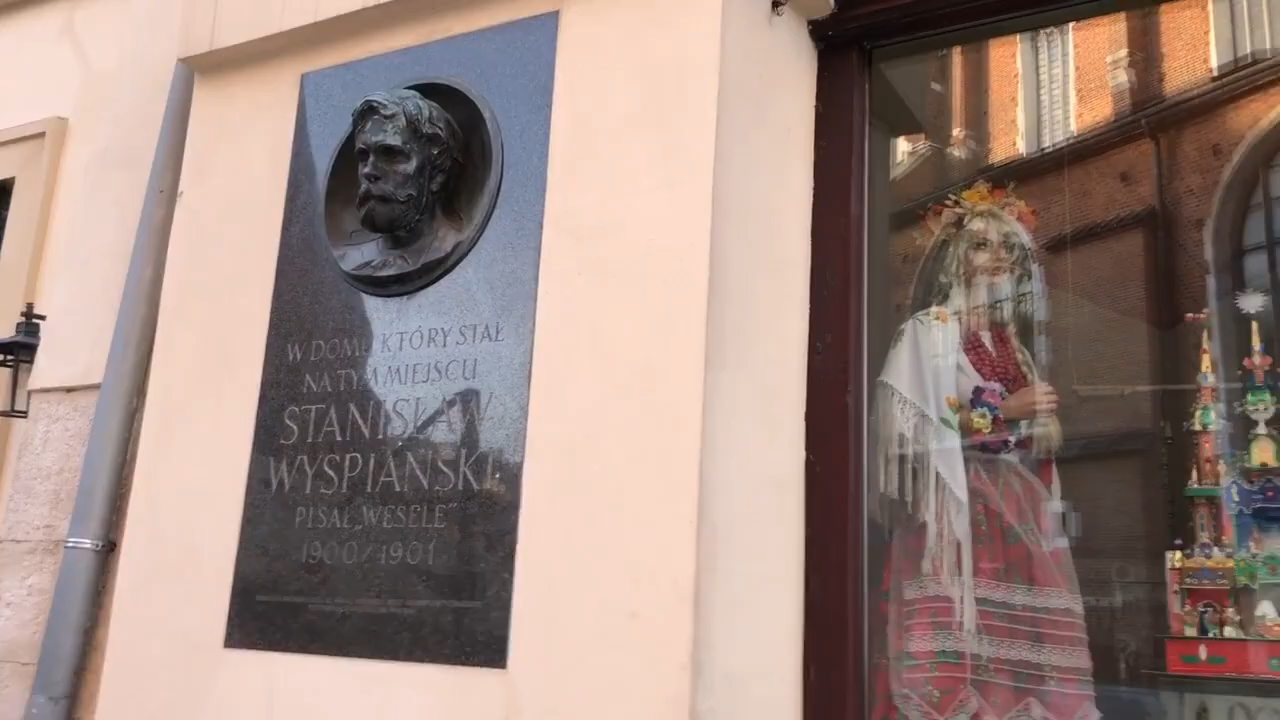 W DOMU KTÓRY STAŁ
NA TYM MIEJSCU
STANISŁAW
WYSPIAŃSKI
PISAŁ „WESELE”
1900/1901